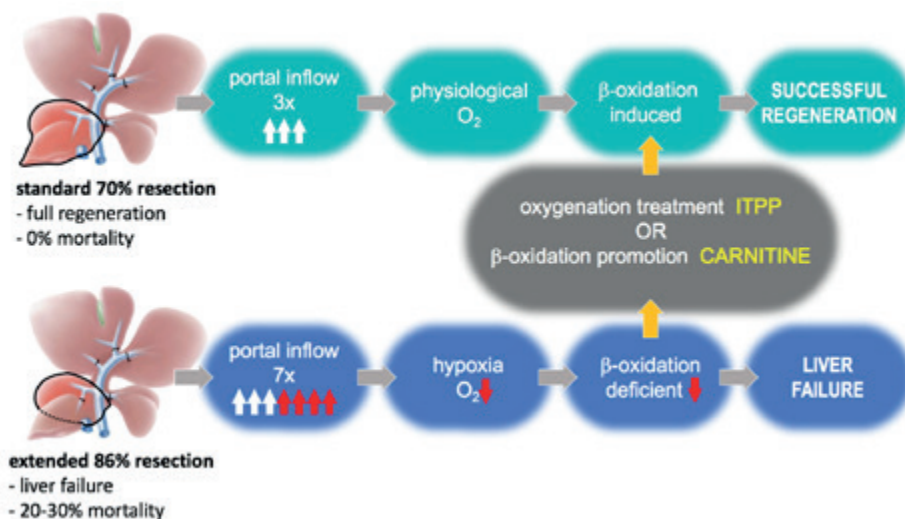 portal inflow
3x
physiological
O₂
β-oxidation
induced
SUCCESSFUL
REGENERATION
standard 70% resection
- full regeneration
- 0% mortality
oxygenation treatment ITPP
OR
β-oxidation promotion CARNITINE
portal inflow
7x
hypoxia
O₂
β-oxidation
deficient
LIVER
FAILURE
extended 86% resection
- liver failure
- 20-30% mortality